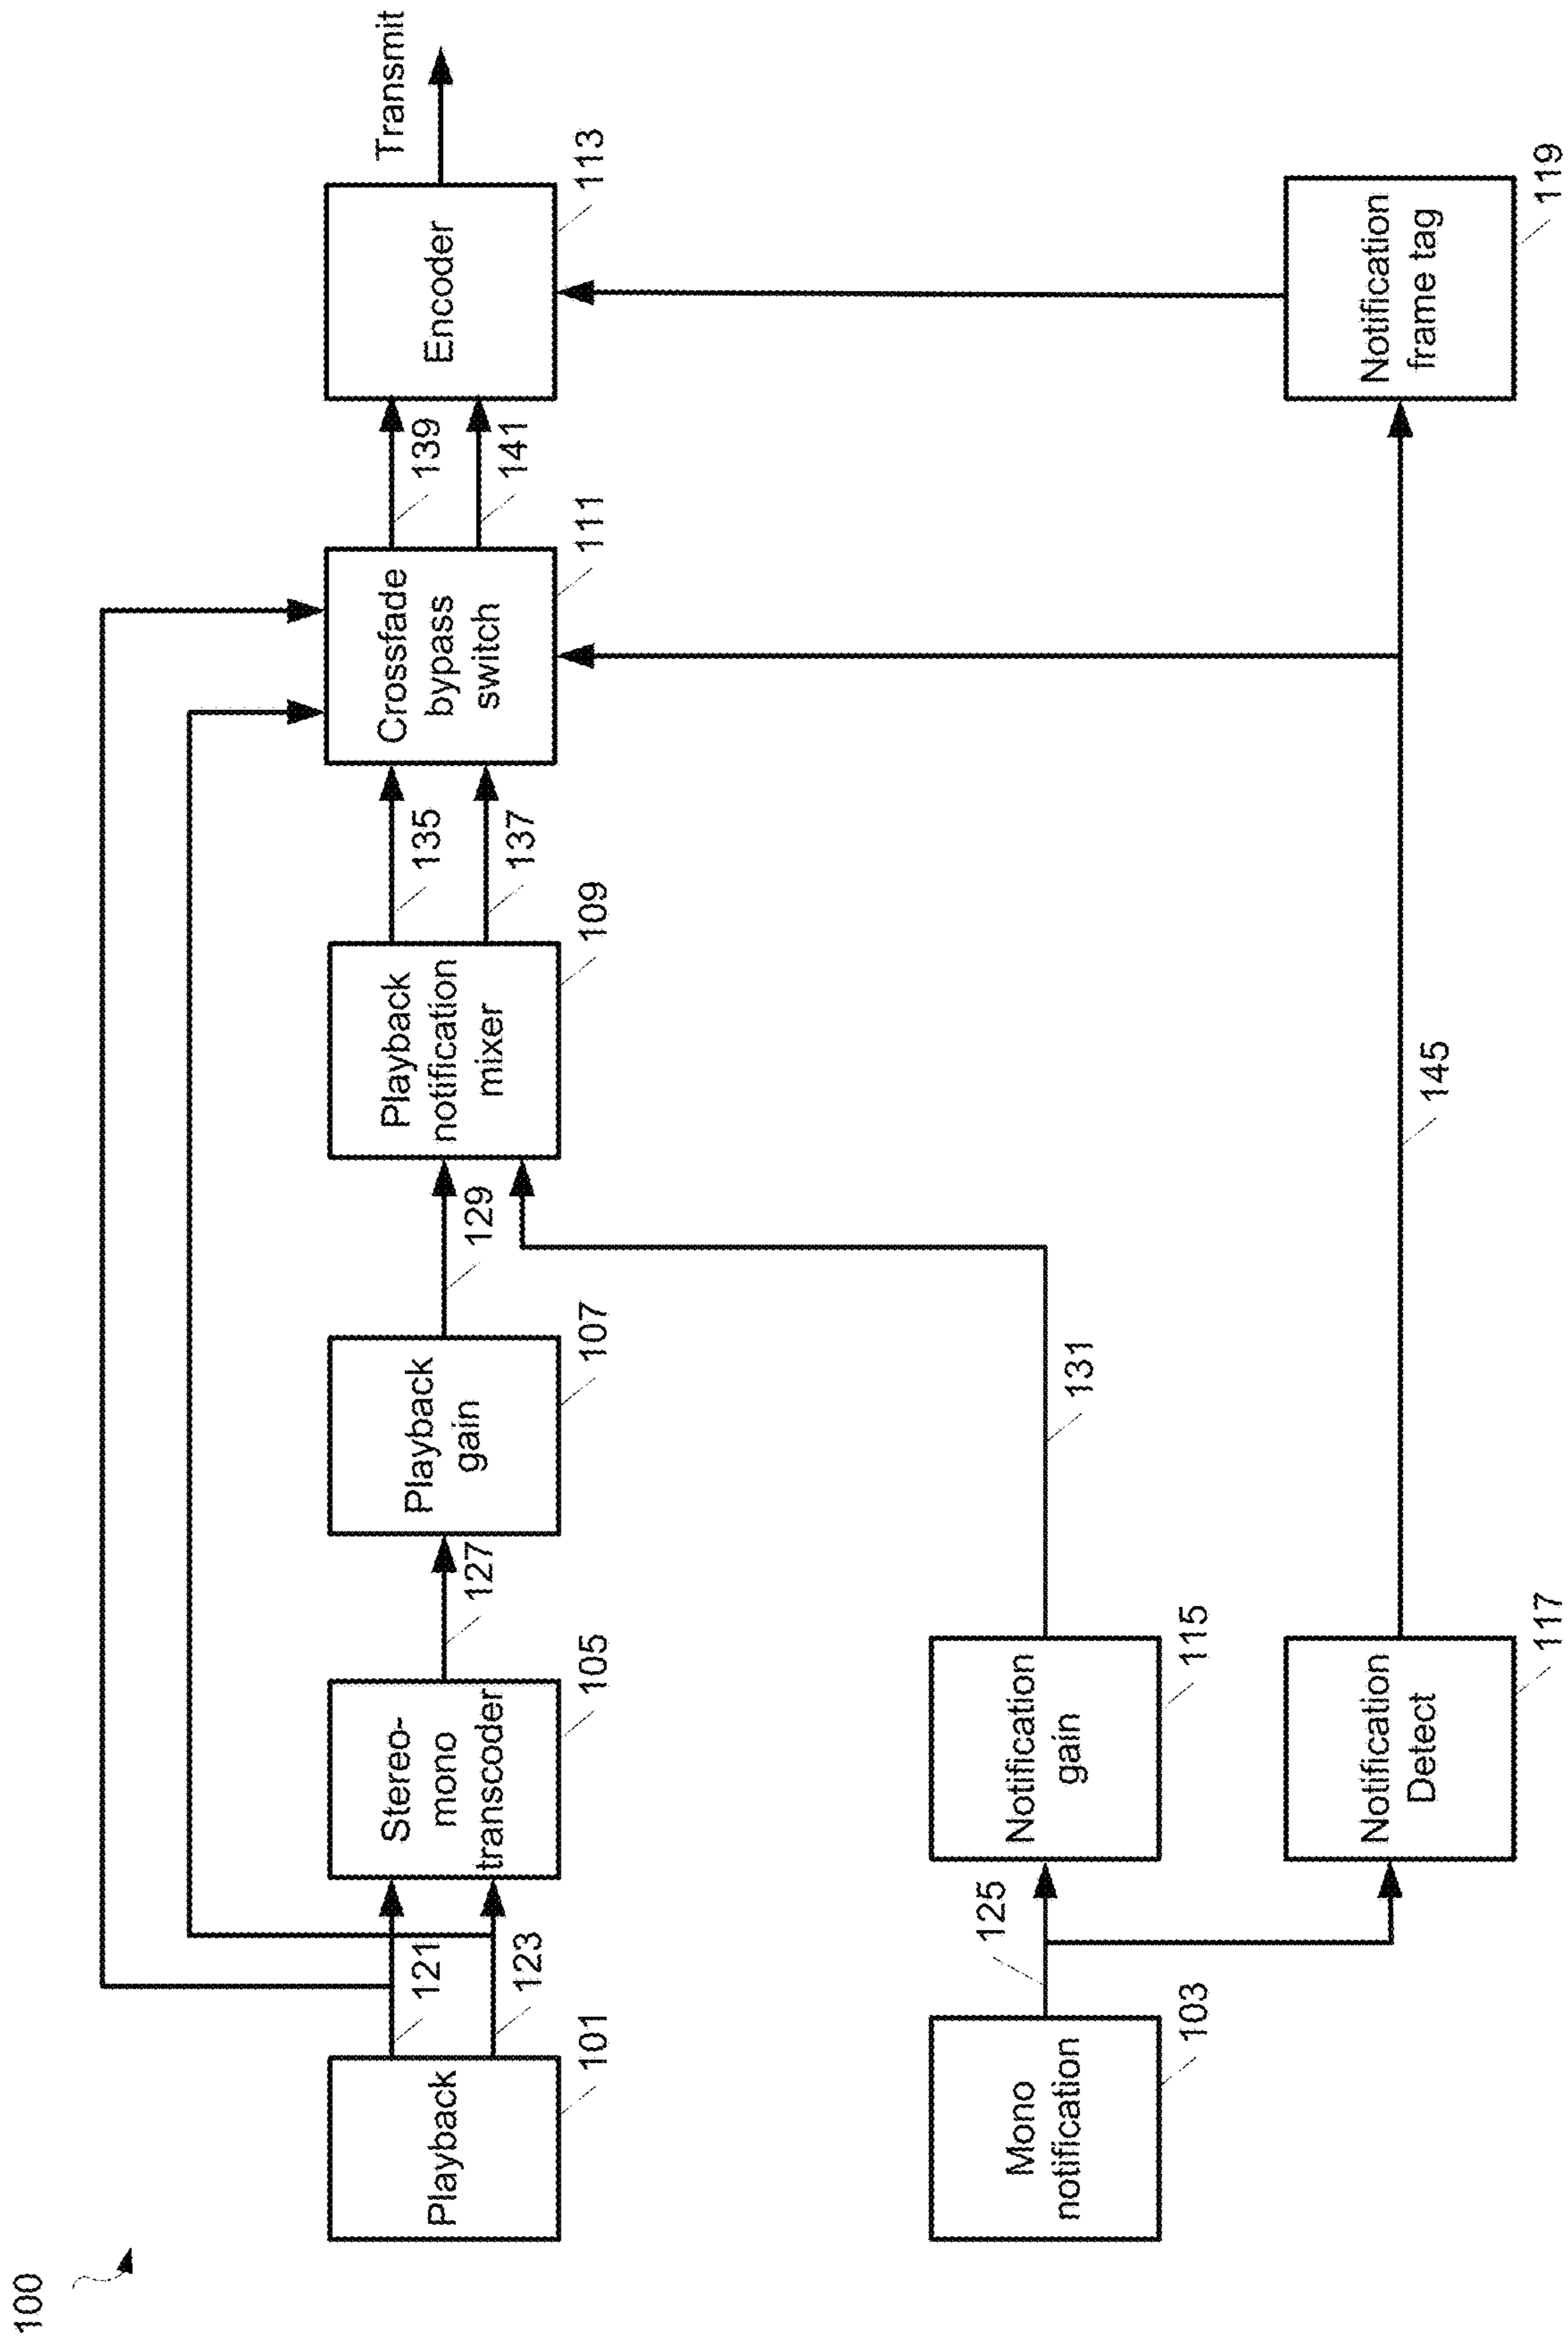 100
Playback
101
121
123
Stereo-
mono
transcoder
105
127
Playback
gain
107
129
Playback
notification
mixer
109
135
137
Crossfade
bypass
switch
111
139
141
Encoder
113
Transmit
Mono
notification
103
125
Notification
gain
115
131
Notification
Detect
117
145
Notification
frame tag
119